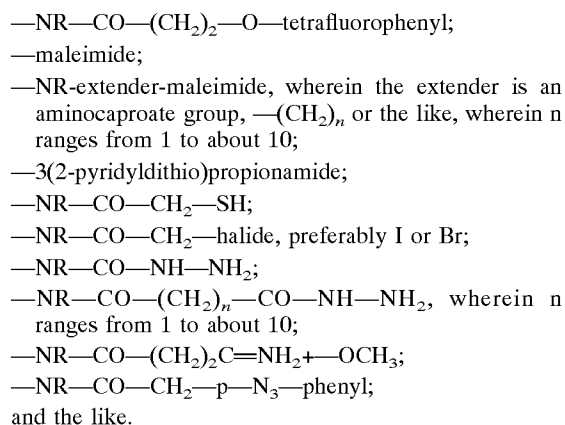 —NR—CO—(CH₂)₂—O—tetrafluorophenyl;
—maleimide;
—NR-extender-maleimide, wherein the extender is an
aminocaproate group, —(CH₂)ₙ or the like, wherein n
ranges from 1 to about 10;
—3(2-pyridyldithio)propionamide;
—NR—CO—CH₂—SH;
—NR—CO—CH₂—halide, preferably I or Br;
—NR—CO—NH—NH₂;
—NR—CO—(CH₂)ₙ—CO—NH—NH₂, wherein n
ranges from 1 to about 10;
—NR—CO—(CH₂)₂C═NH₂+—OCH₃;
—NR—CO—CH₂—p—N₃—phenyl;
and the like.